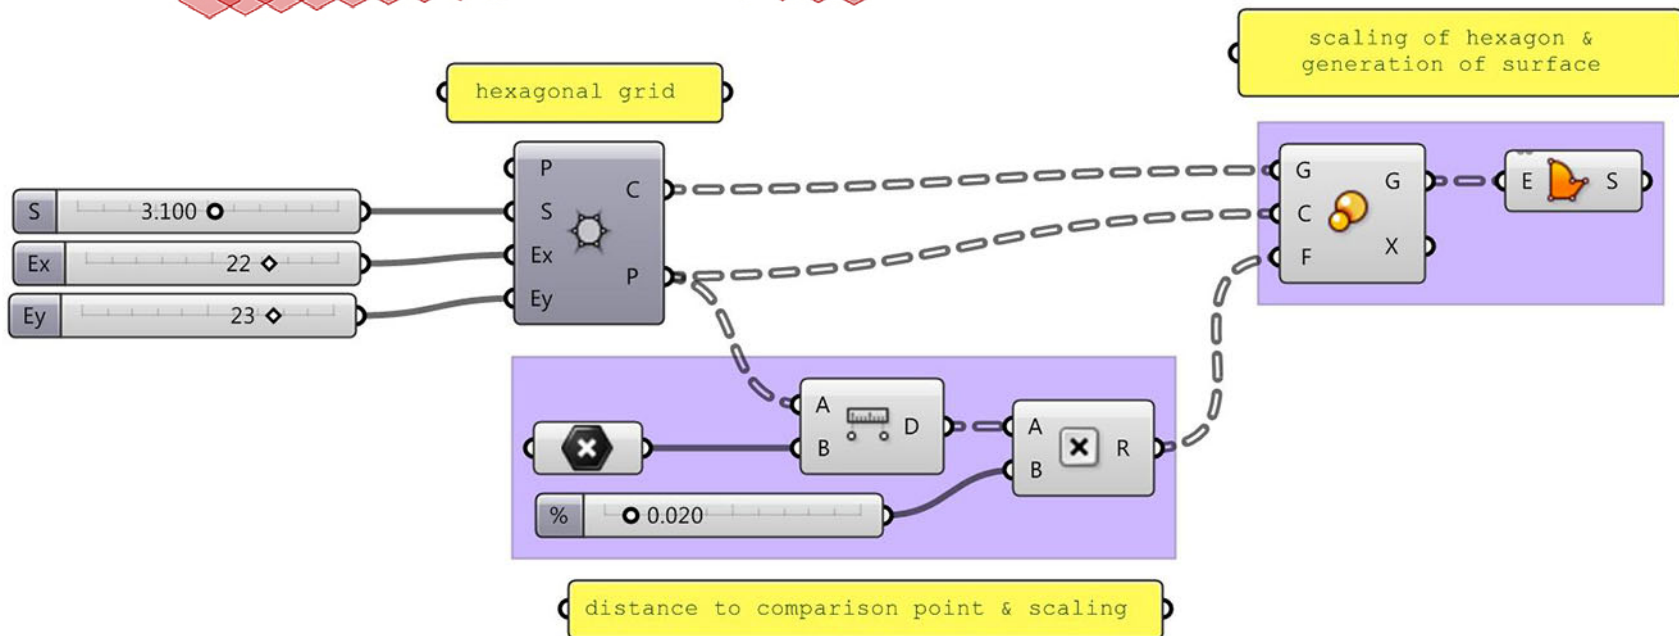 scaling of hexagon &
generation of surface
hexagonal grid
P
S
Ex
Ey
C
P
S 3.100
Ex 22
Ey 23
G
C
F
G
X
E S
A
B
D
A
B
R
% 0.020
distance to comparison point & scaling